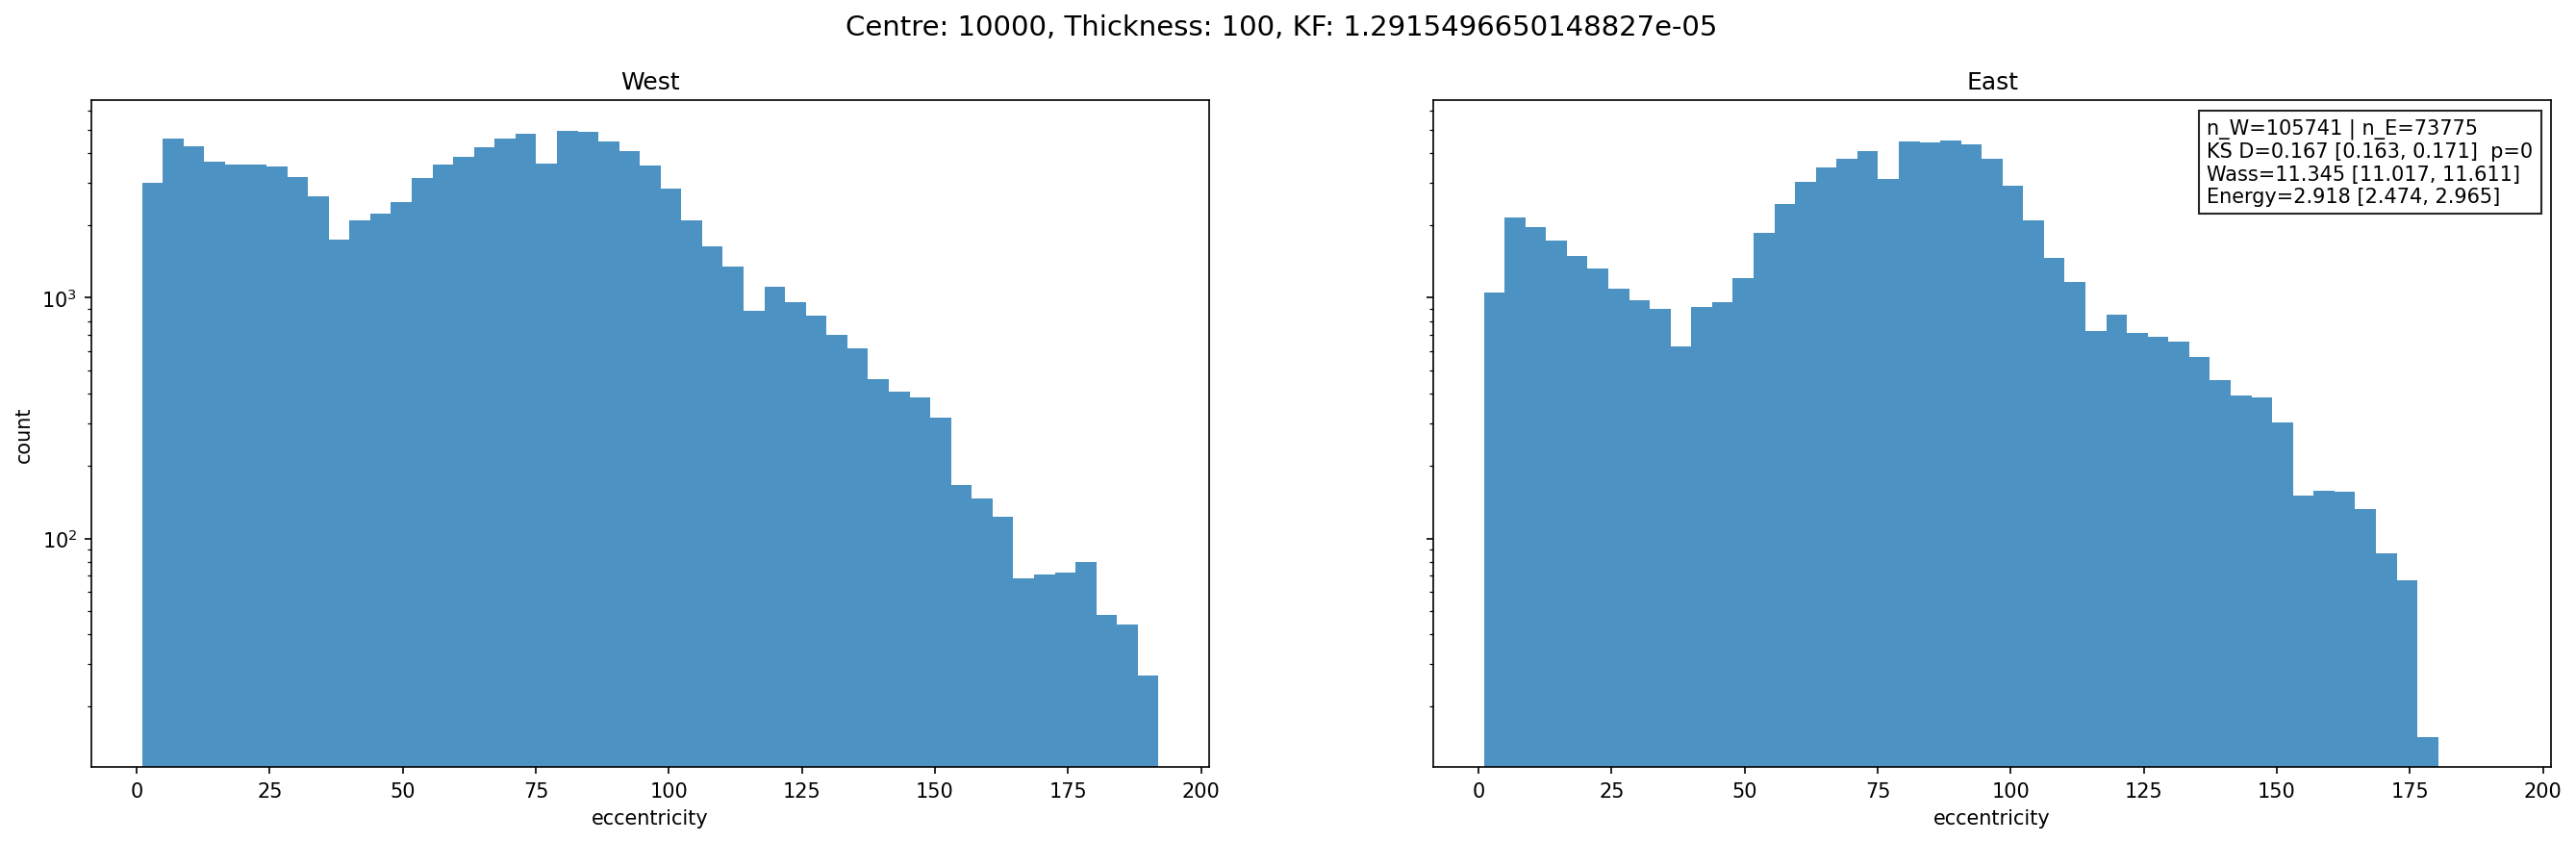 Centre: 10000, Thickness: 100, KF: 1.2915496650148827e-05
West
East
n_W=105741 | n_E=73775
KS D=0.167 [0.163, 0.171]  p=0
Wass=11.345 [11.017, 11.611]
Energy=2.918 [2.474, 2.965]
10³
10²
count
0 25 50 75 100 125 150 175 200
0 25 50 75 100 125 150 175 200
eccentricity
eccentricity